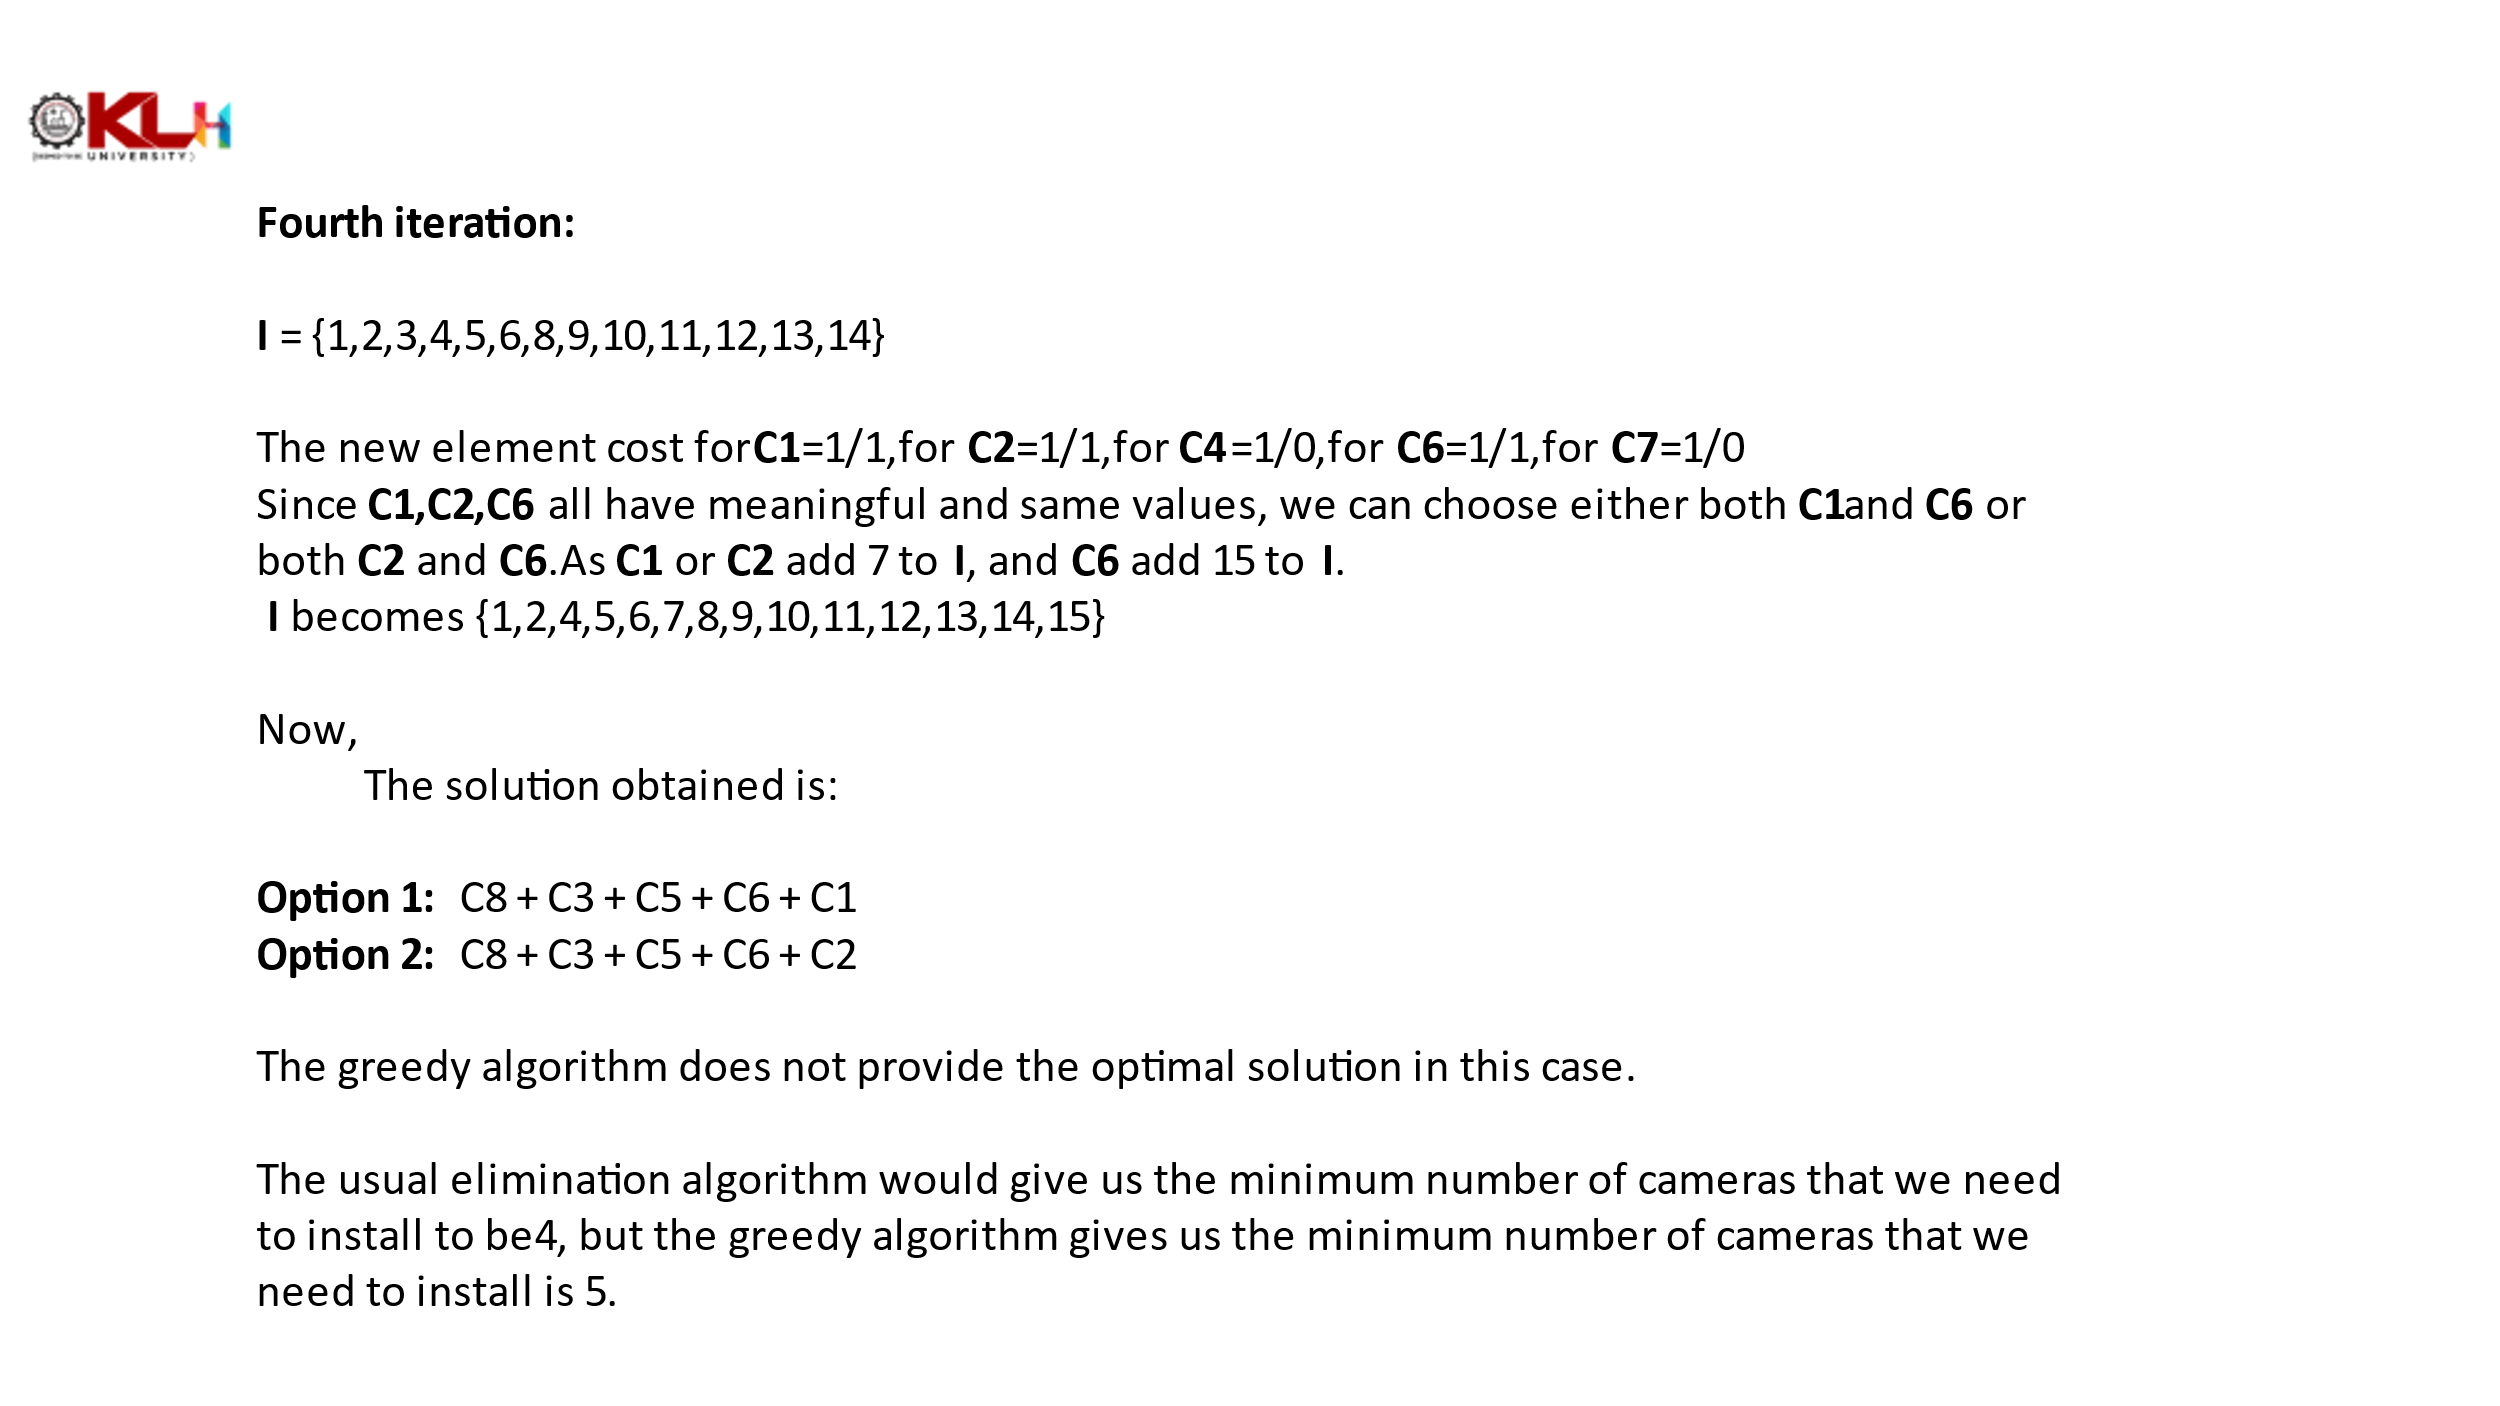 KLH
UNIVERSITY)
Fourth iteration:
I = {1,2,3,4,5,6,8,9,10,11,12,13,14}
The new element cost forC1=1/1,for C2=1/1,for C4=1/0,for C6=1/1,for C7=1/0
Since C1,C2,C6 all have meaningful and same values, we can choose either both C1and C6 or
both C2 and C6.As C1 or C2 add 7 to I, and C6 add 15 to I.
I becomes {1,2,4,5,6,7,8,9,10,11,12,13,14,15}
Now,
The solution obtained is:
Option 1: C8 + C3 + C5 + C6 + C1
Option 2: C8 + C3 + C5 + C6 + C2
The greedy algorithm does not provide the optimal solution in this case.
The usual elimination algorithm would give us the minimum number of cameras that we need
to install to be4, but the greedy algorithm gives us the minimum number of cameras that we
need to install is 5.